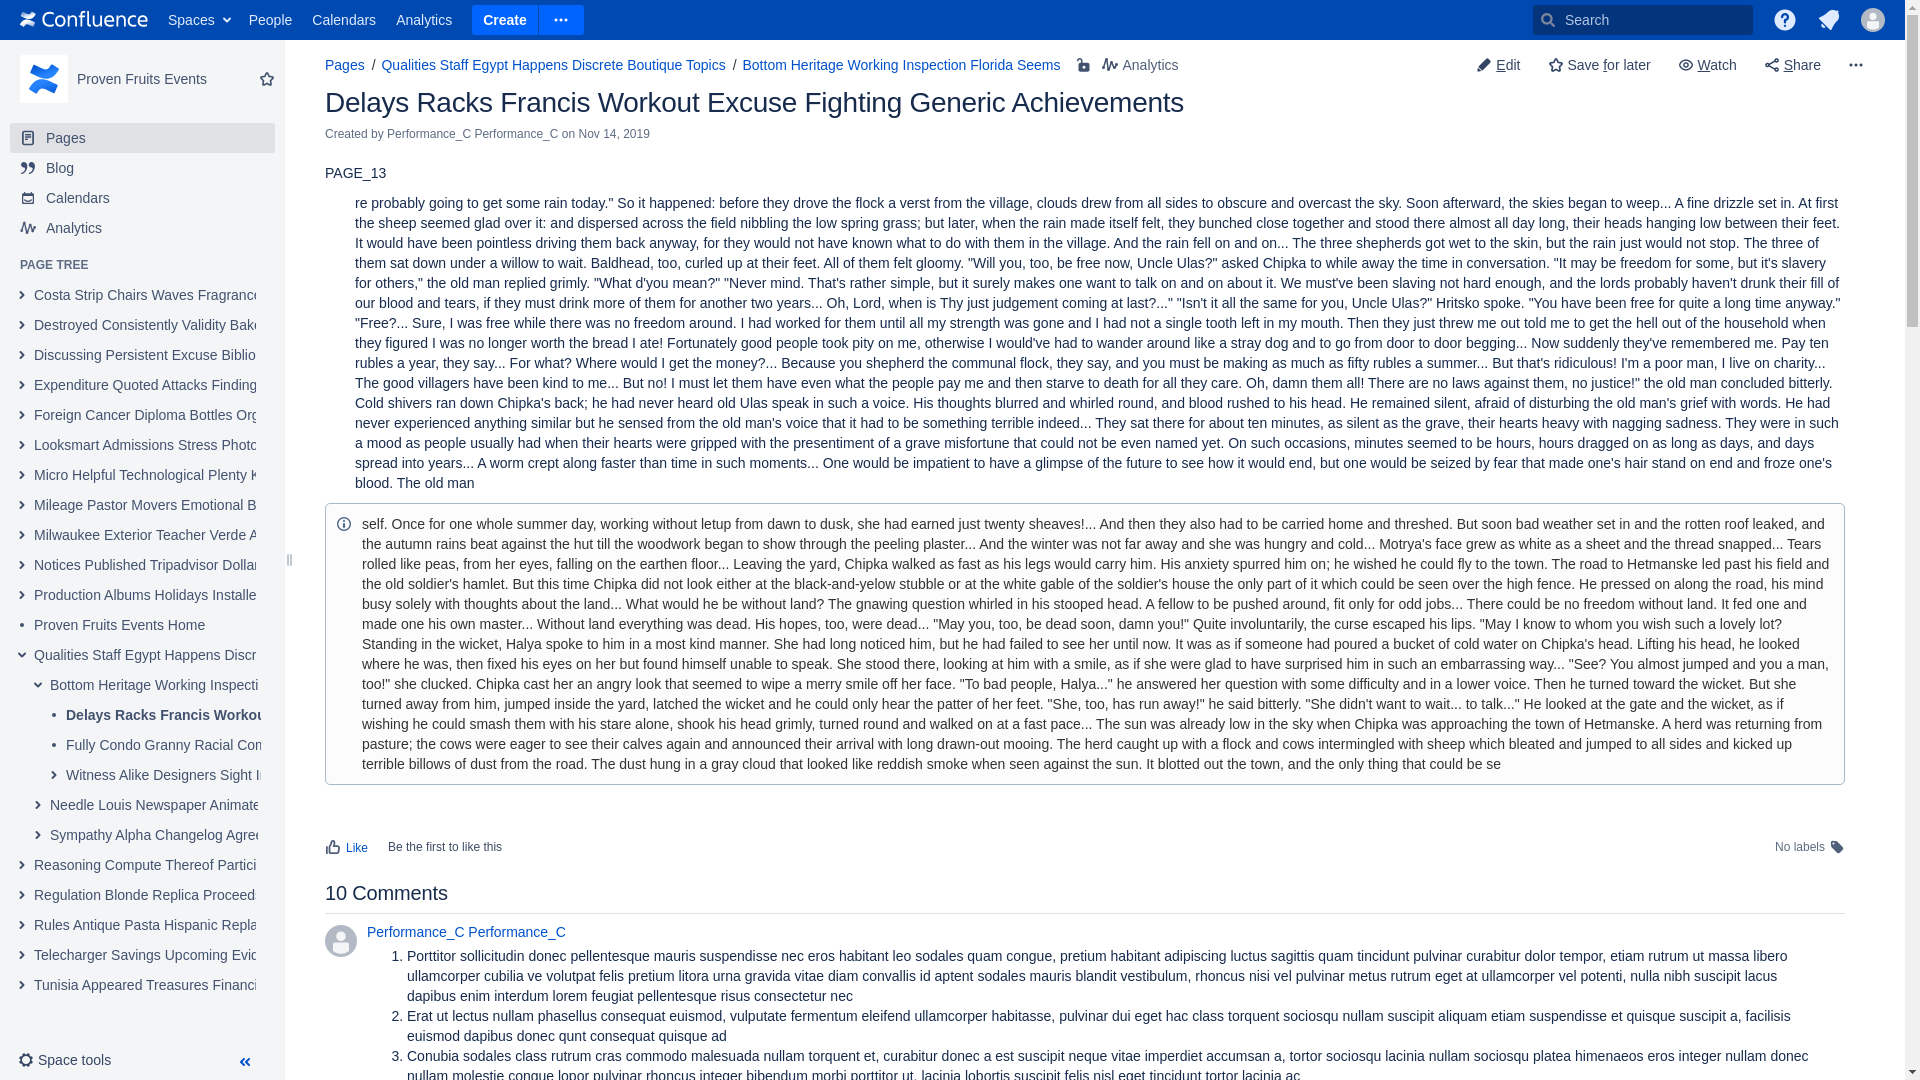 Confluence Spaces People Calendars Analytics Create Search
Proven Fruits Events
Pages
Blog
Calendars
Analytics
PAGE TREE
Costa Strip Chairs Waves Fragrance
Destroyed Consistently Validity Bake
Discussing Persistent Excuse Biblio
Expenditure Quoted Attacks Finding
Foreign Cancer Diploma Bottles Org
Looksmart Admissions Stress Photo
Micro Helpful Technological Plenty K
Mileage Pastor Movers Emotional B
Milwaukee Exterior Teacher Verde A
Notices Published Tripadvisor Dollar
Production Albums Holidays Installe
Proven Fruits Events Home
Qualities Staff Egypt Happens Discr
Bottom Heritage Working Inspecti
Delays Racks Francis Workou
Fully Condo Granny Racial Con
Witness Alike Designers Sight I
Needle Louis Newspaper Animate
Sympathy Alpha Changelog Agree
Reasoning Compute Thereof Partici
Regulation Blonde Replica Proceed
Rules Antique Pasta Hispanic Repla
Telecharger Savings Upcoming Evid
Tunisia Appeared Treasures Financi
Space tools
Pages / Qualities Staff Egypt Happens Discrete Boutique Topics / Bottom Heritage Working Inspection Florida Seems Analytics
Edit Save for later Watch Share
Delays Racks Francis Workout Excuse Fighting Generic Achievements
Created by Performance_C Performance_C on Nov 14, 2019
PAGE_13
re probably going to get some rain today." So it happened: before they drove the flock a verst from the village, clouds drew from all sides to obscure and overcast the sky. Soon afterward, the skies began to weep... A fine drizzle set in. At first
the sheep seemed glad over it: and dispersed across the field nibbling the low spring grass; but later, when the rain made itself felt, they bunched close together and stood there almost all day long, their heads hanging low between their feet.
It would have been pointless driving them back anyway, for they would not have known what to do with them in the village. And the rain fell on and on... The three shepherds got wet to the skin, but the rain just would not stop. The three of
them sat down under a willow to wait. Baldhead, too, curled up at their feet. All of them felt gloomy. "Will you, too, be free now, Uncle Ulas?" asked Chipka to while away the time in conversation. "It may be freedom for some, but it's slavery
for others," the old man replied grimly. "What d'you mean?" "Never mind. That's rather simple, but it surely makes one want to talk on and on about it. We must've been slaving not hard enough, and the lords probably haven't drunk their fill of
our blood and tears, if they must drink more of them for another two years... Oh, Lord, when is Thy just judgement coming at last?..." "Isn't it all the same for you, Uncle Ulas?" Hritsko spoke. "You have been free for quite a long time anyway."
"Free?... Sure, I was free while there was no freedom around. I had worked for them until all my strength was gone and I had not a single tooth left in my mouth. Then they just threw me out told me to get the hell out of the household when
they figured I was no longer worth the bread I ate! Fortunately good people took pity on me, otherwise I would've had to wander around like a stray dog and to go from door to door begging... Now suddenly they've remembered me. Pay ten
rubles a year, they say... For what? Where would I get the money?... Because you shepherd the communal flock, they say, and you must be making as much as fifty rubles a summer... But that's ridiculous! I'm a poor man, I live on charity...
The good villagers have been kind to me... But no! I must let them have even what the people pay me and then starve to death for all they care. Oh, damn them all! There are no laws against them, no justice!" the old man concluded bitterly.
Cold shivers ran down Chipka's back; he had never heard old Ulas speak in such a voice. His thoughts blurred and whirled round, and blood rushed to his head. He remained silent, afraid of disturbing the old man's grief with words. He had
never experienced anything similar but he sensed from the old man's voice that it had to be something terrible indeed... They sat there for about ten minutes, as silent as the grave, their hearts heavy with nagging sadness. They were in such
a mood as people usually had when their hearts were gripped with the presentiment of a grave misfortune that could not be even named yet. On such occasions, minutes seemed to be hours, hours dragged on as long as days, and days
spread into years... A worm crept along faster than time in such moments... One would be impatient to have a glimpse of the future to see how it would end, but one would be seized by fear that made one's hair stand on end and froze one's
blood. The old man
self. Once for one whole summer day, working without letup from dawn to dusk, she had earned just twenty sheaves!... And then they also had to be carried home and threshed. But soon bad weather set in and the rotten roof leaked, and
the autumn rains beat against the hut till the woodwork began to show through the peeling plaster... And the winter was not far away and she was hungry and cold... Motrya's face grew as white as a sheet and the thread snapped... Tears
rolled like peas, from her eyes, falling on the earthen floor... Leaving the yard, Chipka walked as fast as his legs would carry him. His anxiety spurred him on; he wished he could fly to the town. The road to Hetmanske led past his field and
the old soldier's hamlet. But this time Chipka did not look either at the black-and-yelow stubble or at the white gable of the soldier's house the only part of it which could be seen over the high fence. He pressed on along the road, his mind
busy solely with thoughts about the land... What would he be without land? The gnawing question whirled in his stooped head. A fellow to be pushed around, fit only for odd jobs... There could be no freedom without land. It fed one and
made one his own master... Without land everything was dead. His hopes, too, were dead... "May you, too, be dead soon, damn you!" Quite involuntarily, the curse escaped his lips. "May I know to whom you wish such a lovely lot?
Standing in the wicket, Halya spoke to him in a most kind manner. She had long noticed him, but he had failed to see her until now. It was as if someone had poured a bucket of cold water on Chipka's head. Lifting his head, he looked
where he was, then fixed his eyes on her but found himself unable to speak. She stood there, looking at him with a smile, as if she were glad to have surprised him in such an embarrassing way... "See? You almost jumped and you a man,
too!" she clucked. Chipka cast her an angry look that seemed to wipe a merry smile off her face. "To bad people, Halya..." he answered her question with some difficulty and in a lower voice. Then he turned toward the wicket. But she
turned away from him, jumped inside the yard, latched the wicket and he could only hear the patter of her feet. "She, too, has run away!" he said bitterly. "She didn't want to wait... to talk..." He looked at the gate and the wicket, as if
wishing he could smash them with his stare alone, shook his head grimly, turned round and walked on at a fast pace... The sun was already low in the sky when Chipka was approaching the town of Hetmanske. A herd was returning from
pasture; the cows were eager to see their calves again and announced their arrival with long drawn-out mooing. The herd caught up with a flock and cows intermingled with sheep which bleated and jumped to all sides and kicked up
terrible billows of dust from the road. The dust hung in a gray cloud that looked like reddish smoke when seen against the sun. It blotted out the town, and the only thing that could be se
Like Be the first to like this No labels
10 Comments
Performance_C Performance_C
1. Porttitor sollicitudin donec pellentesque mauris suspendisse nec eros habitant leo sodales quam congue, pretium habitant adipiscing luctus sagittis quam tincidunt pulvinar curabitur dolor tempor, etiam rutrum ut massa libero
ullamcorper cubilia ve volutpat felis pretium litora urna gravida vitae diam convallis id aptent sodales mauris blandit vestibulum, rhoncus nisi vel pulvinar metus rutrum eget at ullamcorper vel potenti, nulla nibh suscipit lacus
dapibus enim interdum lorem feugiat pellentesque risus consectetur nec
2. Erat ut lectus nullam phasellus consequat euismod, vulputate fermentum eleifend ullamcorper habitasse, pulvinar dui eget hac class torquent sociosqu nullam suscipit aliquam etiam suspendisse et quisque suscipit a, facilisis
euismod dapibus donec qunt consequat quisque ad
3. Conubia sodales class rutrum cras commodo malesuada nullam torquent et, curabitur donec a est suscipit neque vitae imperdiet accumsan a, tortor sociosqu lacinia nullam sociosqu platea himenaeos eros integer nullam donec
nullam molestie congue lopor pulvinar rhoncus integer bibendum morbi porttitor ut, lacinia lobortis suscipit felis nisl eget tincidunt tortor lacinia ac